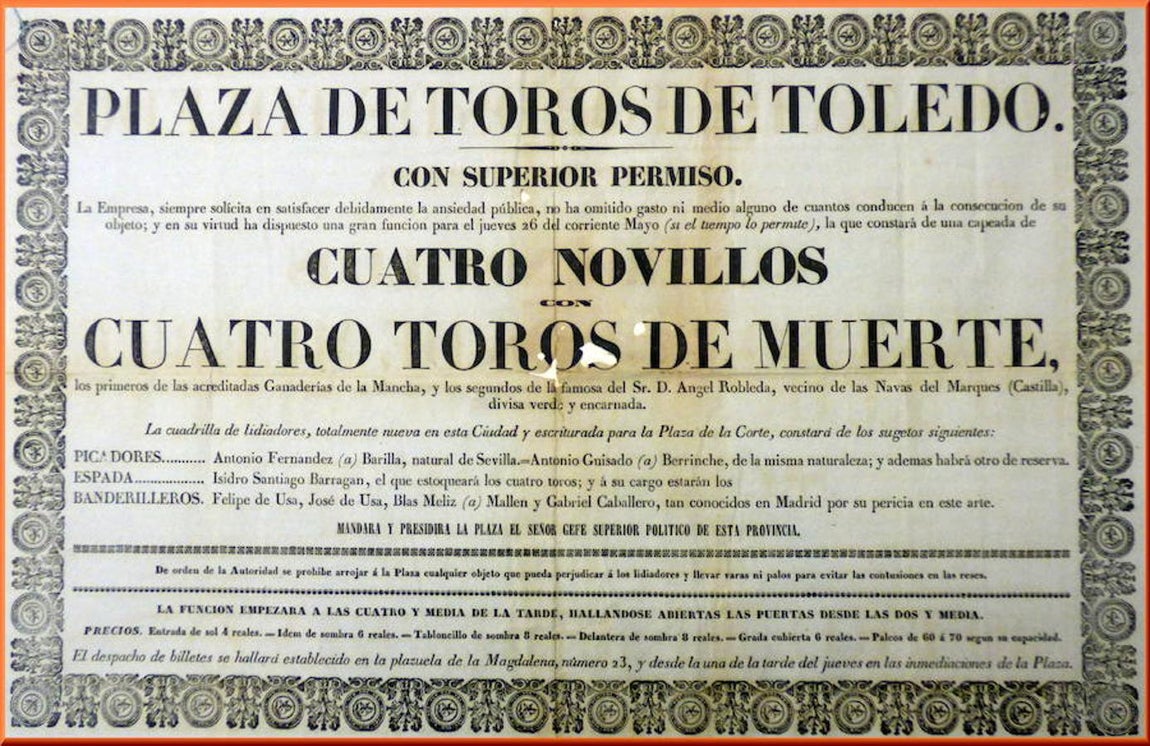 PLAZA DE TOROS DE TOLEDO.
CON SUPERIOR PERMISO.
La Empresa, siempre solícita en satisfacer debidamente la ansiedad pública, no ha omitido gasto ni medio alguno de cuantos conducen á la consecucion de su
objeto; y en su virtud ha dispuesto una gran funcion para el jueves 26 del corriente Mayo (si el tiempo lo permite), la que constará de una capeada de
CUATRO NOVILLOS
CON
CUATRO TOROS DE MUERTE,
los primeros de las acreditadas Ganaderías de la Mancha, y los segundos de la famosa del Sr. D. Angel Robleda, vecino de las Navas del Marques (Castilla),
divisa verde y encarnada.
La cuadrilla de lidiadores, totalmente nueva en esta Ciudad y escriturada para la Plaza de la Corte, constará de los sugetos siguientes:
PICADORES.......... Antonio Fernandez (a) Barilla, natural de Sevilla.=Antonio Guisado (a) Berrinche, de la misma naturaleza; y ademas habrá otro de reserva.
ESPADA................. Isidro Santiago Barragan, el que estoqueará los cuatro toros; y á su cargo estarán los
BANDERILLEROS. Felipe de Usa, José de Usa, Blas Meliz (a) Mallen y Gabriel Caballero, tan conocidos en Madrid por su pericia en este arte.
MANDARA Y PRESIDIRA LA PLAZA EL SEÑOR GEFE SUPERIOR POLITICO DE ESTA PROVINCIA.
De orden de la Autoridad se prohibe arrojar á la Plaza cualquier objeto que pueda perjudicar á los lidiadores y llevar varas ni palos para evitar las contusiones en las reses.
LA FUNCION EMPEZARA A LAS CUATRO Y MEDIA DE LA TARDE, HALLANDOSE ABIERTAS LAS PUERTAS DESDE LAS DOS Y MEDIA.
PRECIOS. Entrada de sol 4 reales.=Idem de sombra 6 reales.=Tabloncillo de sombra 8 reales.=Delantera de sombra 8 reales.=Grada cubierta 6 reales.=Palcos de 60 á 70 segun su capacidad.
El despacho de billetes se hallará establecido en la plazuela de la Magdalena, número 23, y desde la una de la tarde del jueves en las inmediaciones de la Plaza.